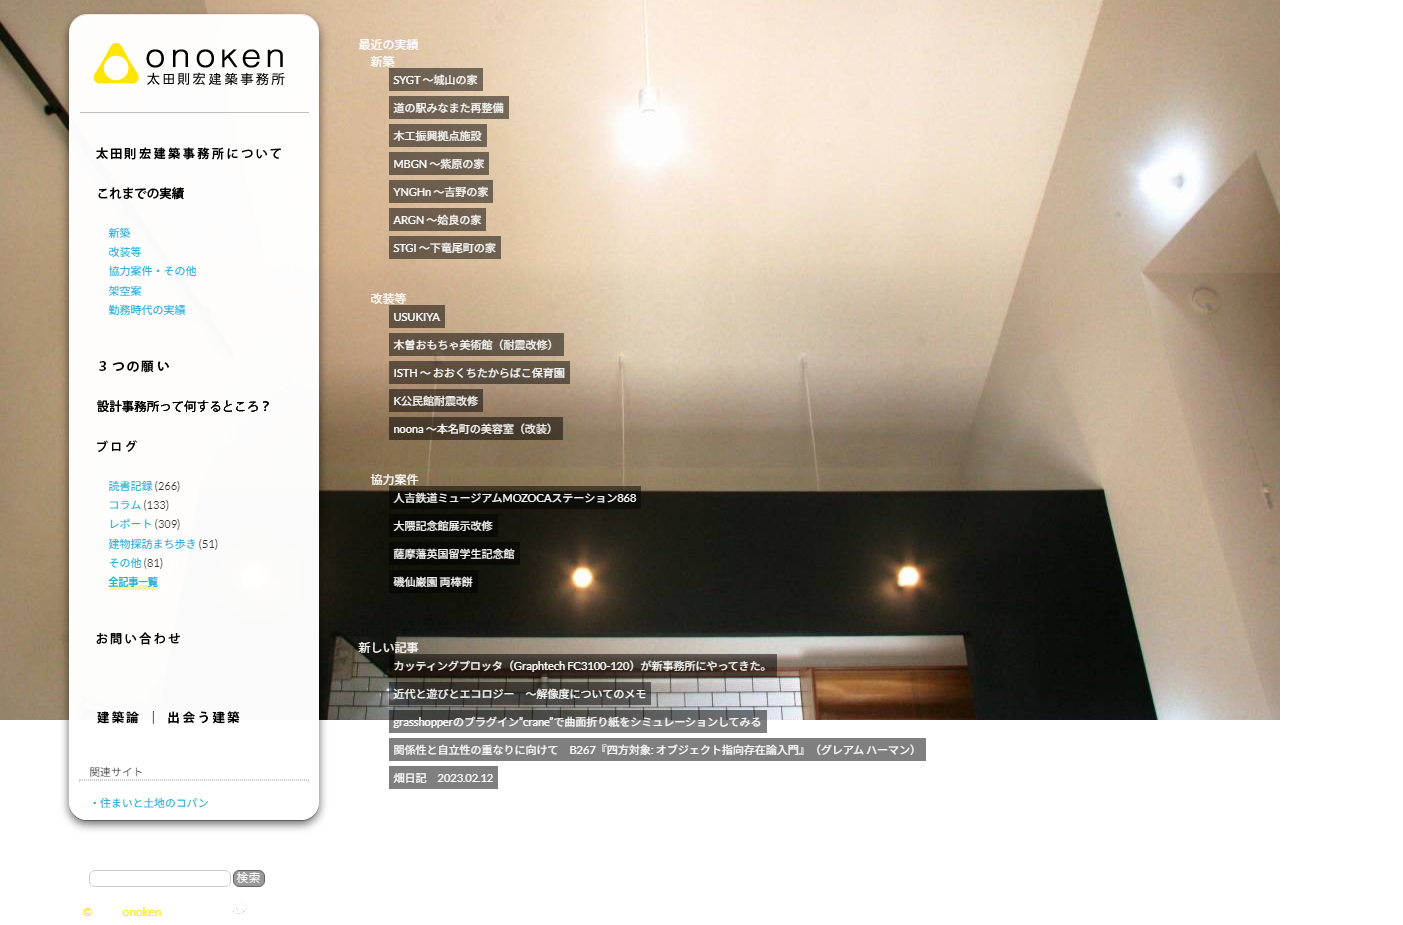 onoken
太田則宏建築事務所
太田則宏建築事務所について
これまでの実績
新築
改装等
協力案件・その他
架空案
勤務時代の実績
３つの願い
設計事務所って何するところ？
ブログ
読書記録 (266)
コラム (133)
レポート (309)
建物探訪まち歩き (51)
その他 (81)
全記事一覧
お問い合わせ
建築論 ｜ 出会う建築
関連サイト
・住まいと土地のコバン
検索
© onoken
最近の実績
新築
SYGT ～城山の家
道の駅みなまた再整備
木工振興拠点施設
MBGN ～紫原の家
YNGHn ～吉野の家
ARGN ～姶良の家
STGI ～下竜尾町の家
改装等
USUKIYA
木曽おもちゃ美術館（耐震改修）
ISTH ～ おおくちたからばこ保育園
K公民館耐震改修
noona ～本名町の美容室（改装）
協力案件
人吉鉄道ミュージアムMOZOCAステーション868
大隈記念館展示改修
薩摩藩英国留学生記念館
磯仙巌園 両棒餅
新しい記事
カッティングプロッタ（Graphtech FC3100-120）が新事務所にやってきた。
近代と遊びとエコロジー　～解像度についてのメモ
grasshopperのプラグイン”crane”で曲面折り紙をシミュレーションしてみる
関係性と自立性の重なりに向けて　B267『四方対象: オブジェクト指向存在論入門』（グレアム ハーマン）
畑日記　2023.02.12